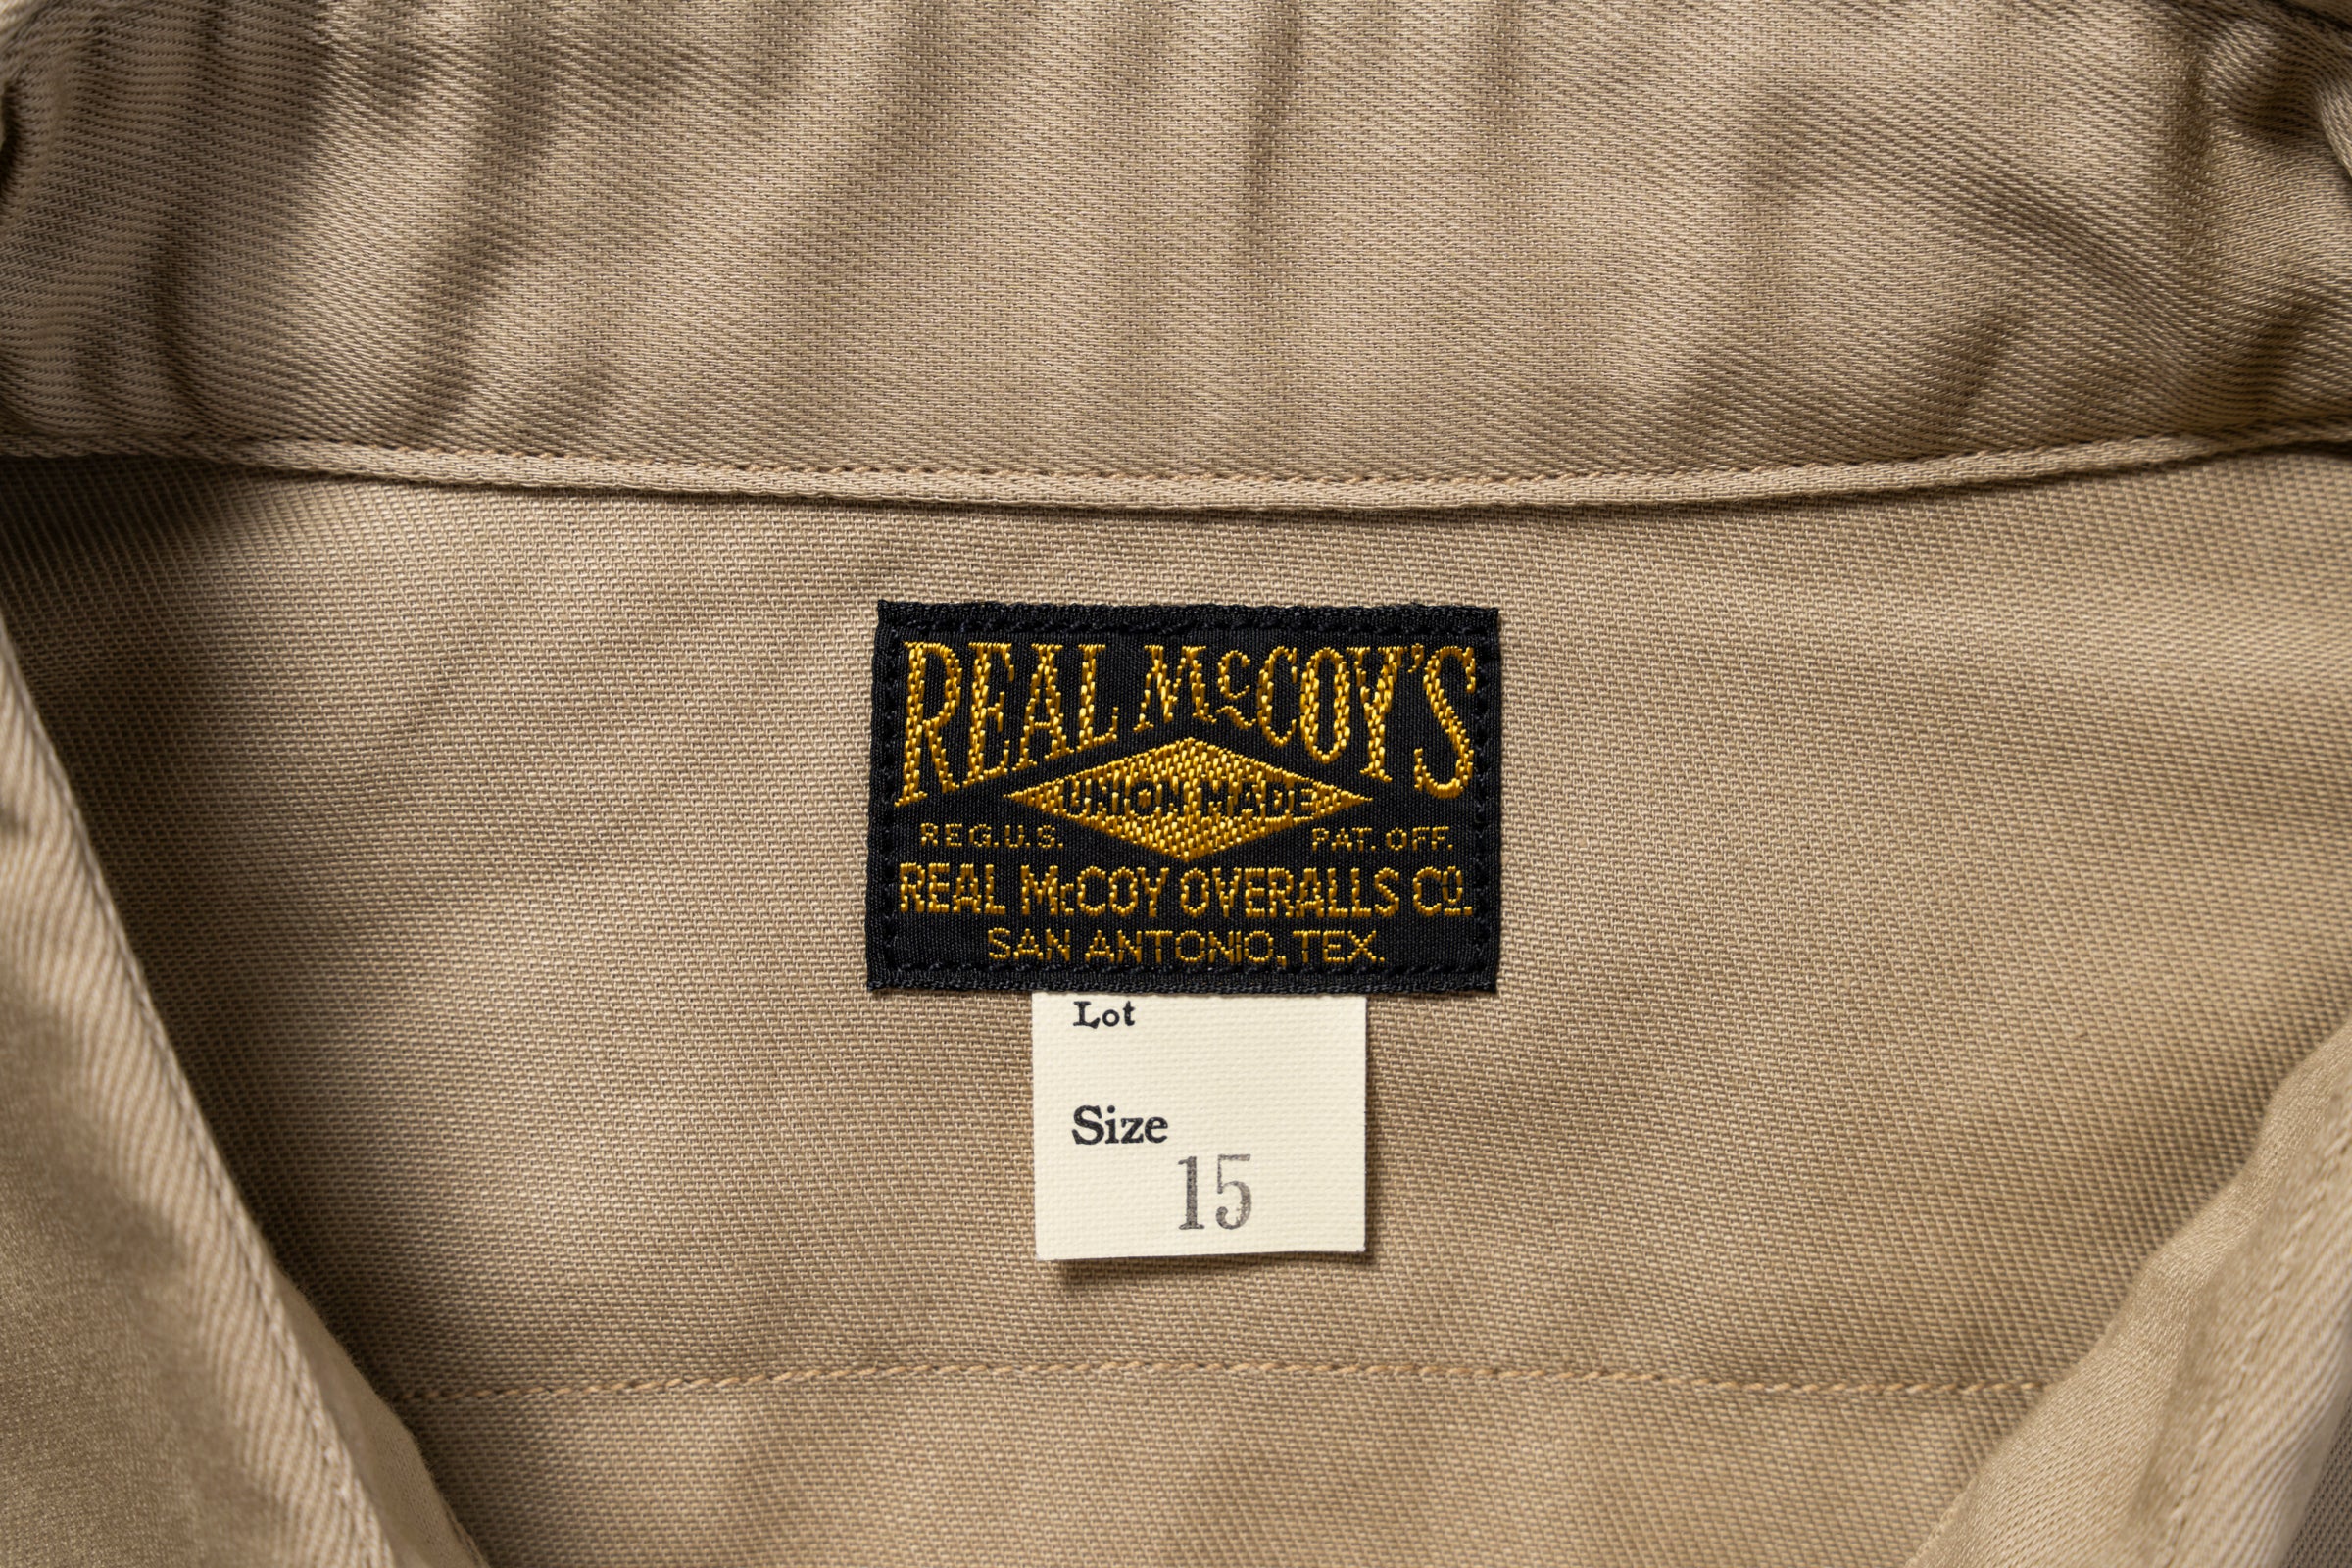 REAL McCOY'S
UNION MADE
REG.U.S. PAT.OFF.
REAL McCOY OVERALLS CO.
SAN ANTONIO, TEX.
Lot
Size
15